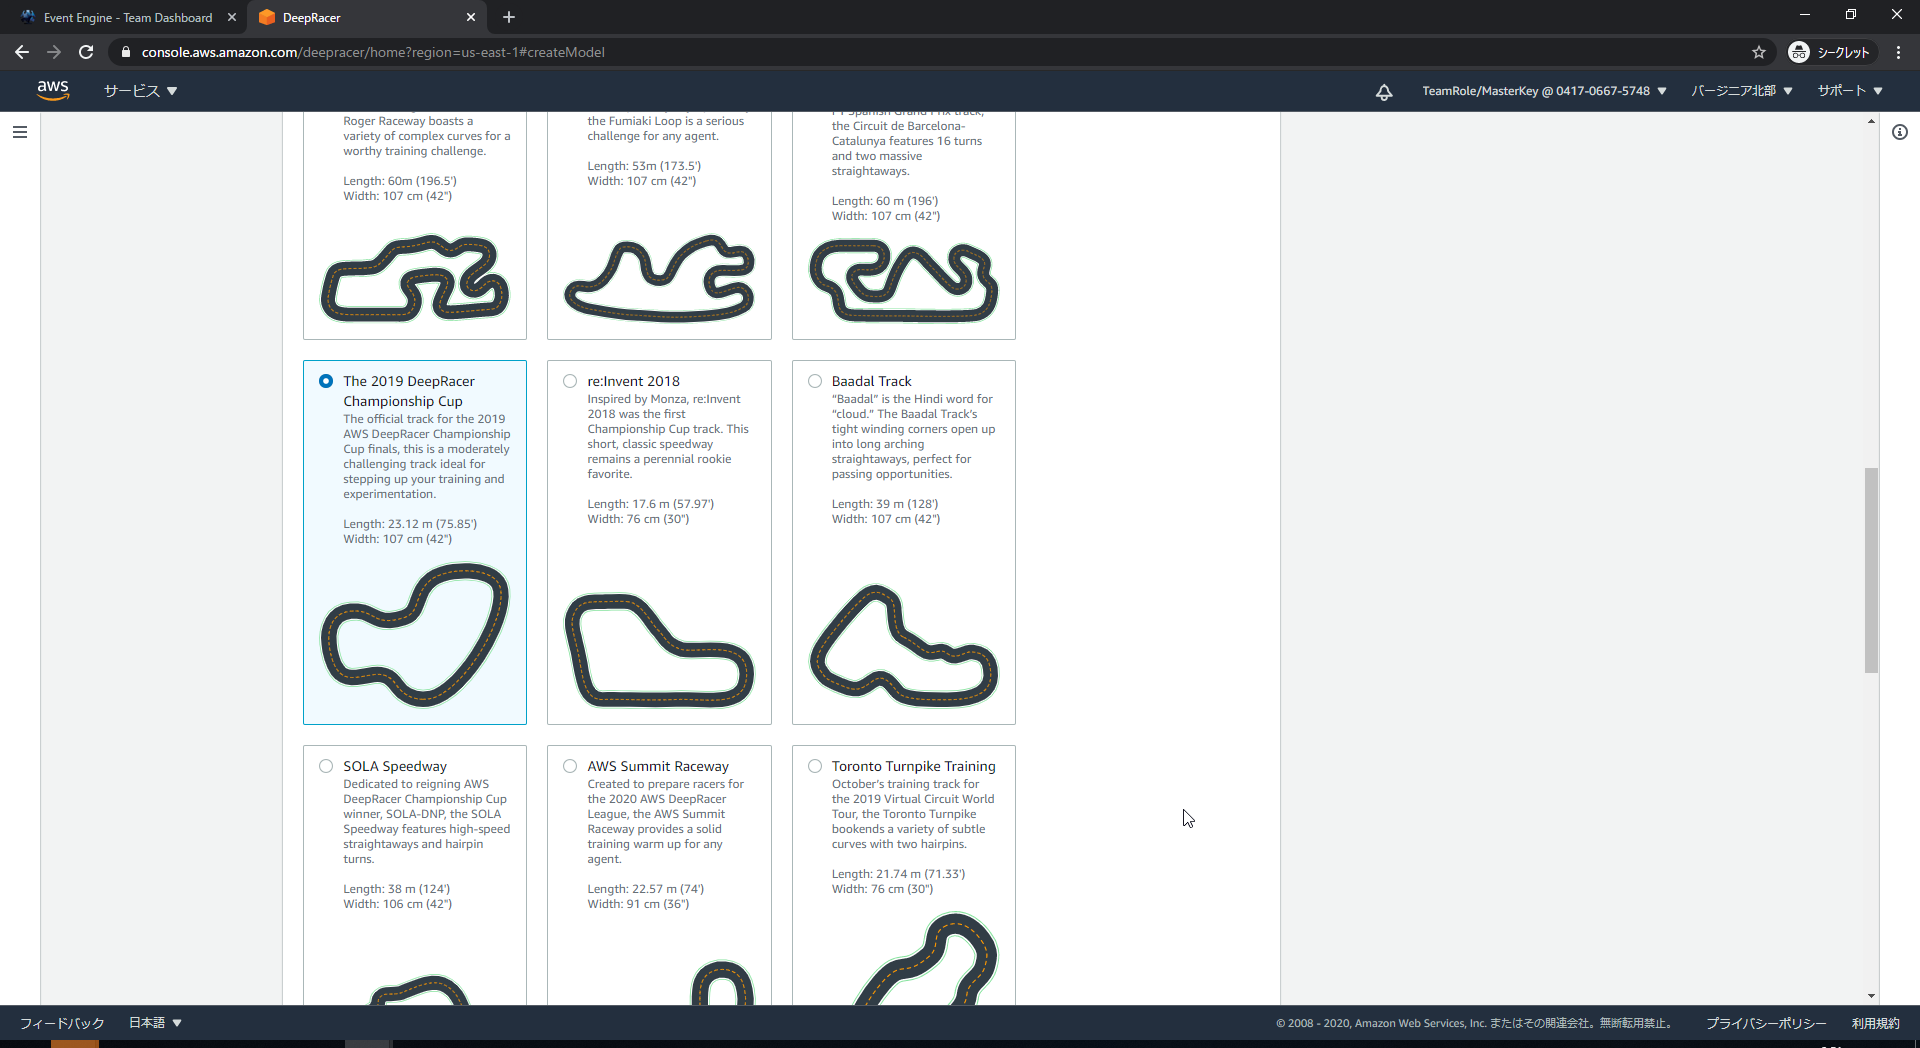 Event Engine - Team Dashboard
DeepRacer
console.aws.amazon.com/deepracer/home?region=us-east-1#createModel
シークレット
aws
サービス
TeamRole/MasterKey @ 0417-0667-5748
バージニア北部
サポート
Roger Raceway boasts a
variety of complex curves for a
worthy training challenge.
Length: 60m (196.5')
Width: 107 cm (42")
the Fumiaki Loop is a serious
challenge for any agent.
Length: 53m (173.5')
Width: 107 cm (42")
F1 Spanish Grand Prix track,
the Circuit de Barcelona-
Catalunya features 16 turns
and two massive
straightaways.
Length: 60 m (196')
Width: 107 cm (42")
The 2019 DeepRacer
Championship Cup
The official track for the 2019
AWS DeepRacer Championship
Cup finals, this is a moderately
challenging track ideal for
stepping up your training and
experimentation.
Length: 23.12 m (75.85')
Width: 107 cm (42")
re:Invent 2018
Inspired by Monza, re:Invent
2018 was the first
Championship Cup track. This
short, classic speedway
remains a perennial rookie
favorite.
Length: 17.6 m (57.97')
Width: 76 cm (30")
Baadal Track
“Baadal” is the Hindi word for
“cloud.” The Baadal Track’s
tight winding corners open up
into long arching
straightaways, perfect for
passing opportunities.
Length: 39 m (128')
Width: 107 cm (42")
SOLA Speedway
Dedicated to reigning AWS
DeepRacer Championship Cup
winner, SOLA-DNP, the SOLA
Speedway features high-speed
straightaways and hairpin
turns.
Length: 38 m (124')
Width: 106 cm (42")
AWS Summit Raceway
Created to prepare racers for
the 2020 AWS DeepRacer
League, the AWS Summit
Raceway provides a solid
training warm up for any
agent.
Length: 22.57 m (74')
Width: 91 cm (36")
Toronto Turnpike Training
October’s training track for
the 2019 Virtual Circuit World
Tour, the Toronto Turnpike
bookends a variety of subtle
curves with two hairpins.
Length: 21.74 m (71.33')
Width: 76 cm (30")
フィードバック
日本語
© 2008 - 2020, Amazon Web Services, Inc. またはその関連会社。無断転用禁止。
プライバシーポリシー
利用規約